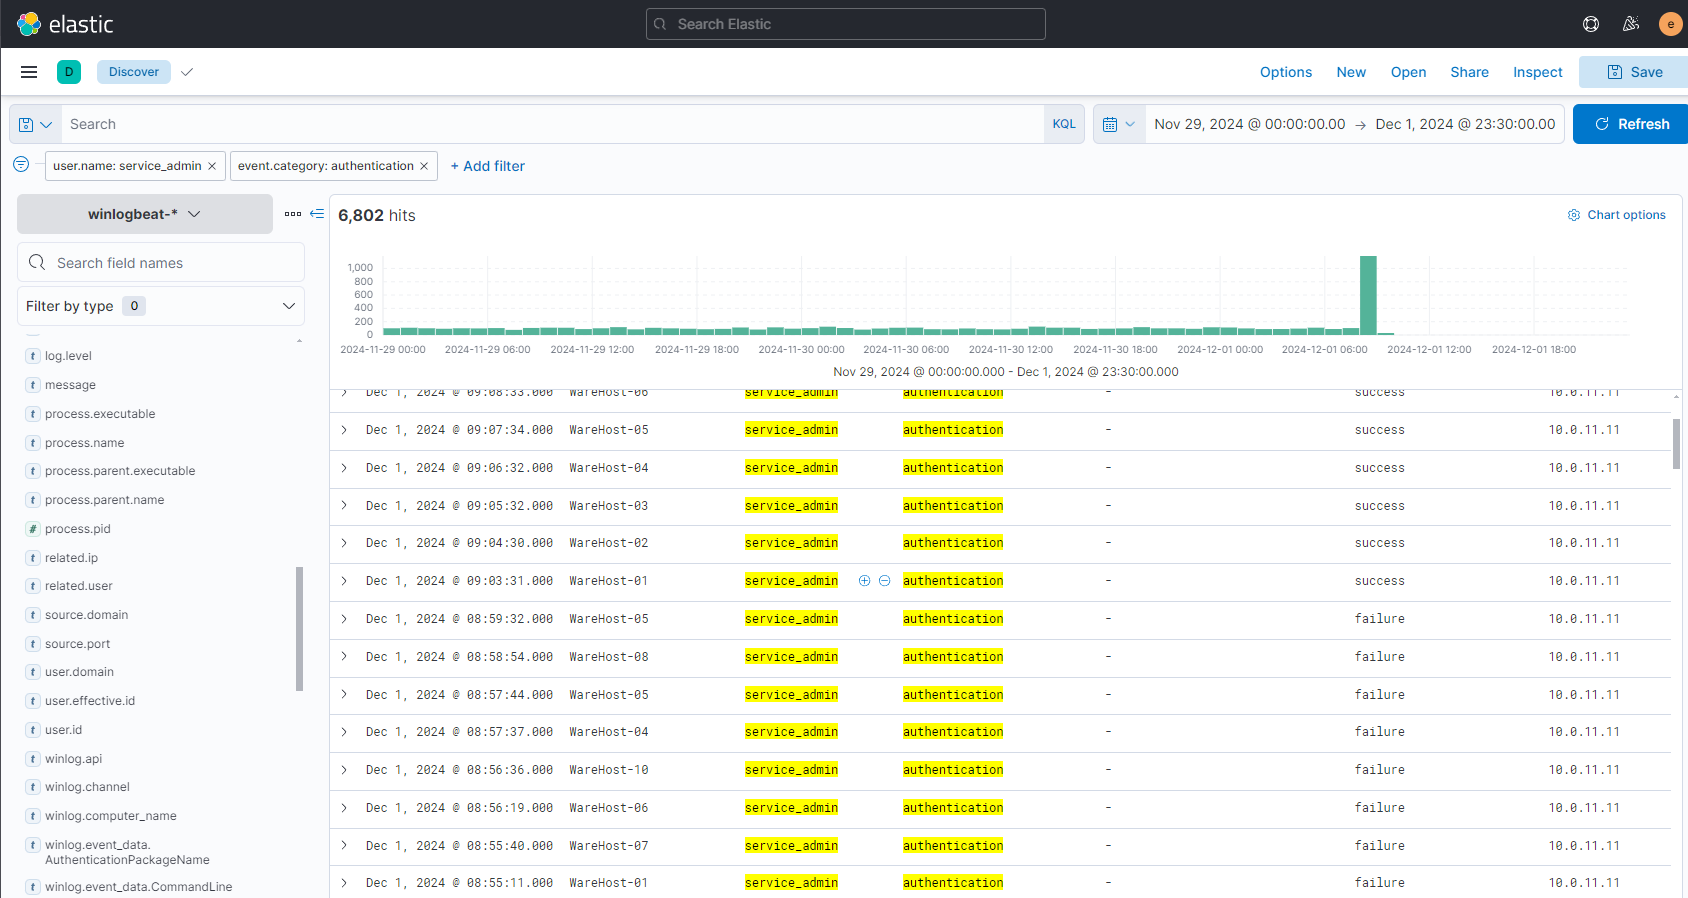 elastic
Search Elastic
e
D
Discover
Options New Open Share Inspect Save
Search
KQL
Nov 29, 2024 @ 00:00:00.00 → Dec 1, 2024 @ 23:30:00.00
Refresh
user.name: service_admin ×
event.category: authentication ×
+ Add filter
winlogbeat-*
Search field names
Filter by type 0
t log.level
t message
t process.executable
t process.name
t process.parent.executable
t process.parent.name
# process.pid
t related.ip
t related.user
t source.domain
t source.port
t user.domain
t user.effective.id
t user.id
t winlog.api
t winlog.channel
t winlog.computer_name
t winlog.event_data.
AuthenticationPackageName
t winlog.event_data.CommandLine
6,802 hits
Chart options
1,000
800
600
400
200
0
2024-11-29 00:00 2024-11-29 06:00 2024-11-29 12:00 2024-11-29 18:00 2024-11-30 00:00 2024-11-30 06:00 2024-11-30 12:00 2024-11-30 18:00 2024-12-01 00:00 2024-12-01 06:00 2024-12-01 12:00 2024-12-01 18:00
Nov 29, 2024 @ 00:00:00.000 - Dec 1, 2024 @ 23:30:00.000
Dec 1, 2024 @ 09:08:33.000 WareHost-06 service_admin authentication - success 10.0.11.11
Dec 1, 2024 @ 09:07:34.000 WareHost-05 service_admin authentication - success 10.0.11.11
Dec 1, 2024 @ 09:06:32.000 WareHost-04 service_admin authentication - success 10.0.11.11
Dec 1, 2024 @ 09:05:32.000 WareHost-03 service_admin authentication - success 10.0.11.11
Dec 1, 2024 @ 09:04:30.000 WareHost-02 service_admin authentication - success 10.0.11.11
Dec 1, 2024 @ 09:03:31.000 WareHost-01 service_admin authentication - success 10.0.11.11
Dec 1, 2024 @ 08:59:32.000 WareHost-05 service_admin authentication - failure 10.0.11.11
Dec 1, 2024 @ 08:58:54.000 WareHost-08 service_admin authentication - failure 10.0.11.11
Dec 1, 2024 @ 08:57:44.000 WareHost-05 service_admin authentication - failure 10.0.11.11
Dec 1, 2024 @ 08:57:37.000 WareHost-04 service_admin authentication - failure 10.0.11.11
Dec 1, 2024 @ 08:56:36.000 WareHost-10 service_admin authentication - failure 10.0.11.11
Dec 1, 2024 @ 08:56:19.000 WareHost-06 service_admin authentication - failure 10.0.11.11
Dec 1, 2024 @ 08:55:40.000 WareHost-07 service_admin authentication - failure 10.0.11.11
Dec 1, 2024 @ 08:55:11.000 WareHost-01 service_admin authentication - failure 10.0.11.11